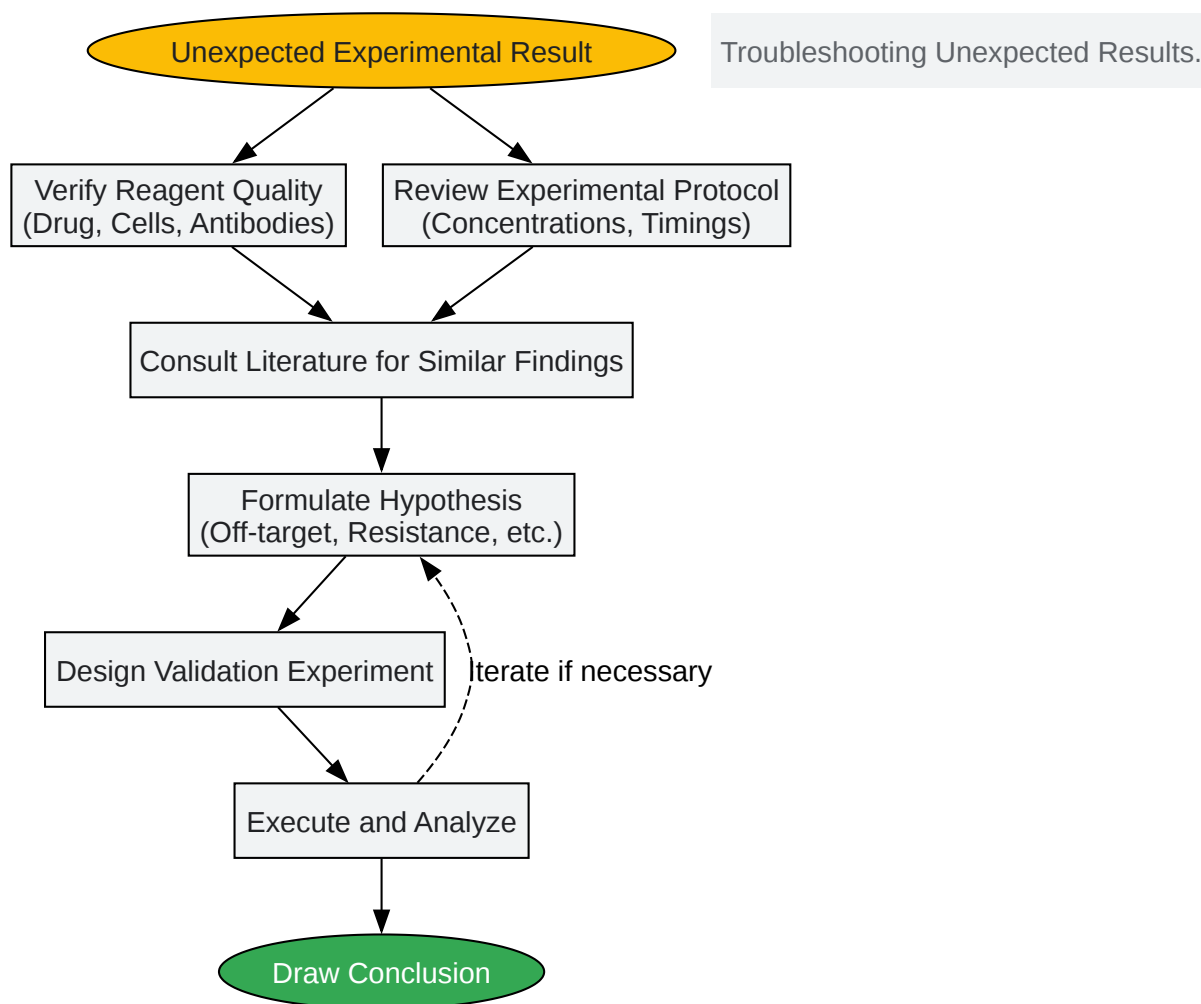 Unexpected Experimental Result
Troubleshooting Unexpected Results.
Verify Reagent Quality
(Drug, Cells, Antibodies)
Review Experimental Protocol
(Concentrations, Timings)
Consult Literature for Similar Findings
Formulate Hypothesis
(Off-target, Resistance, etc.)
Design Validation Experiment
Iterate if necessary
Execute and Analyze
Draw Conclusion